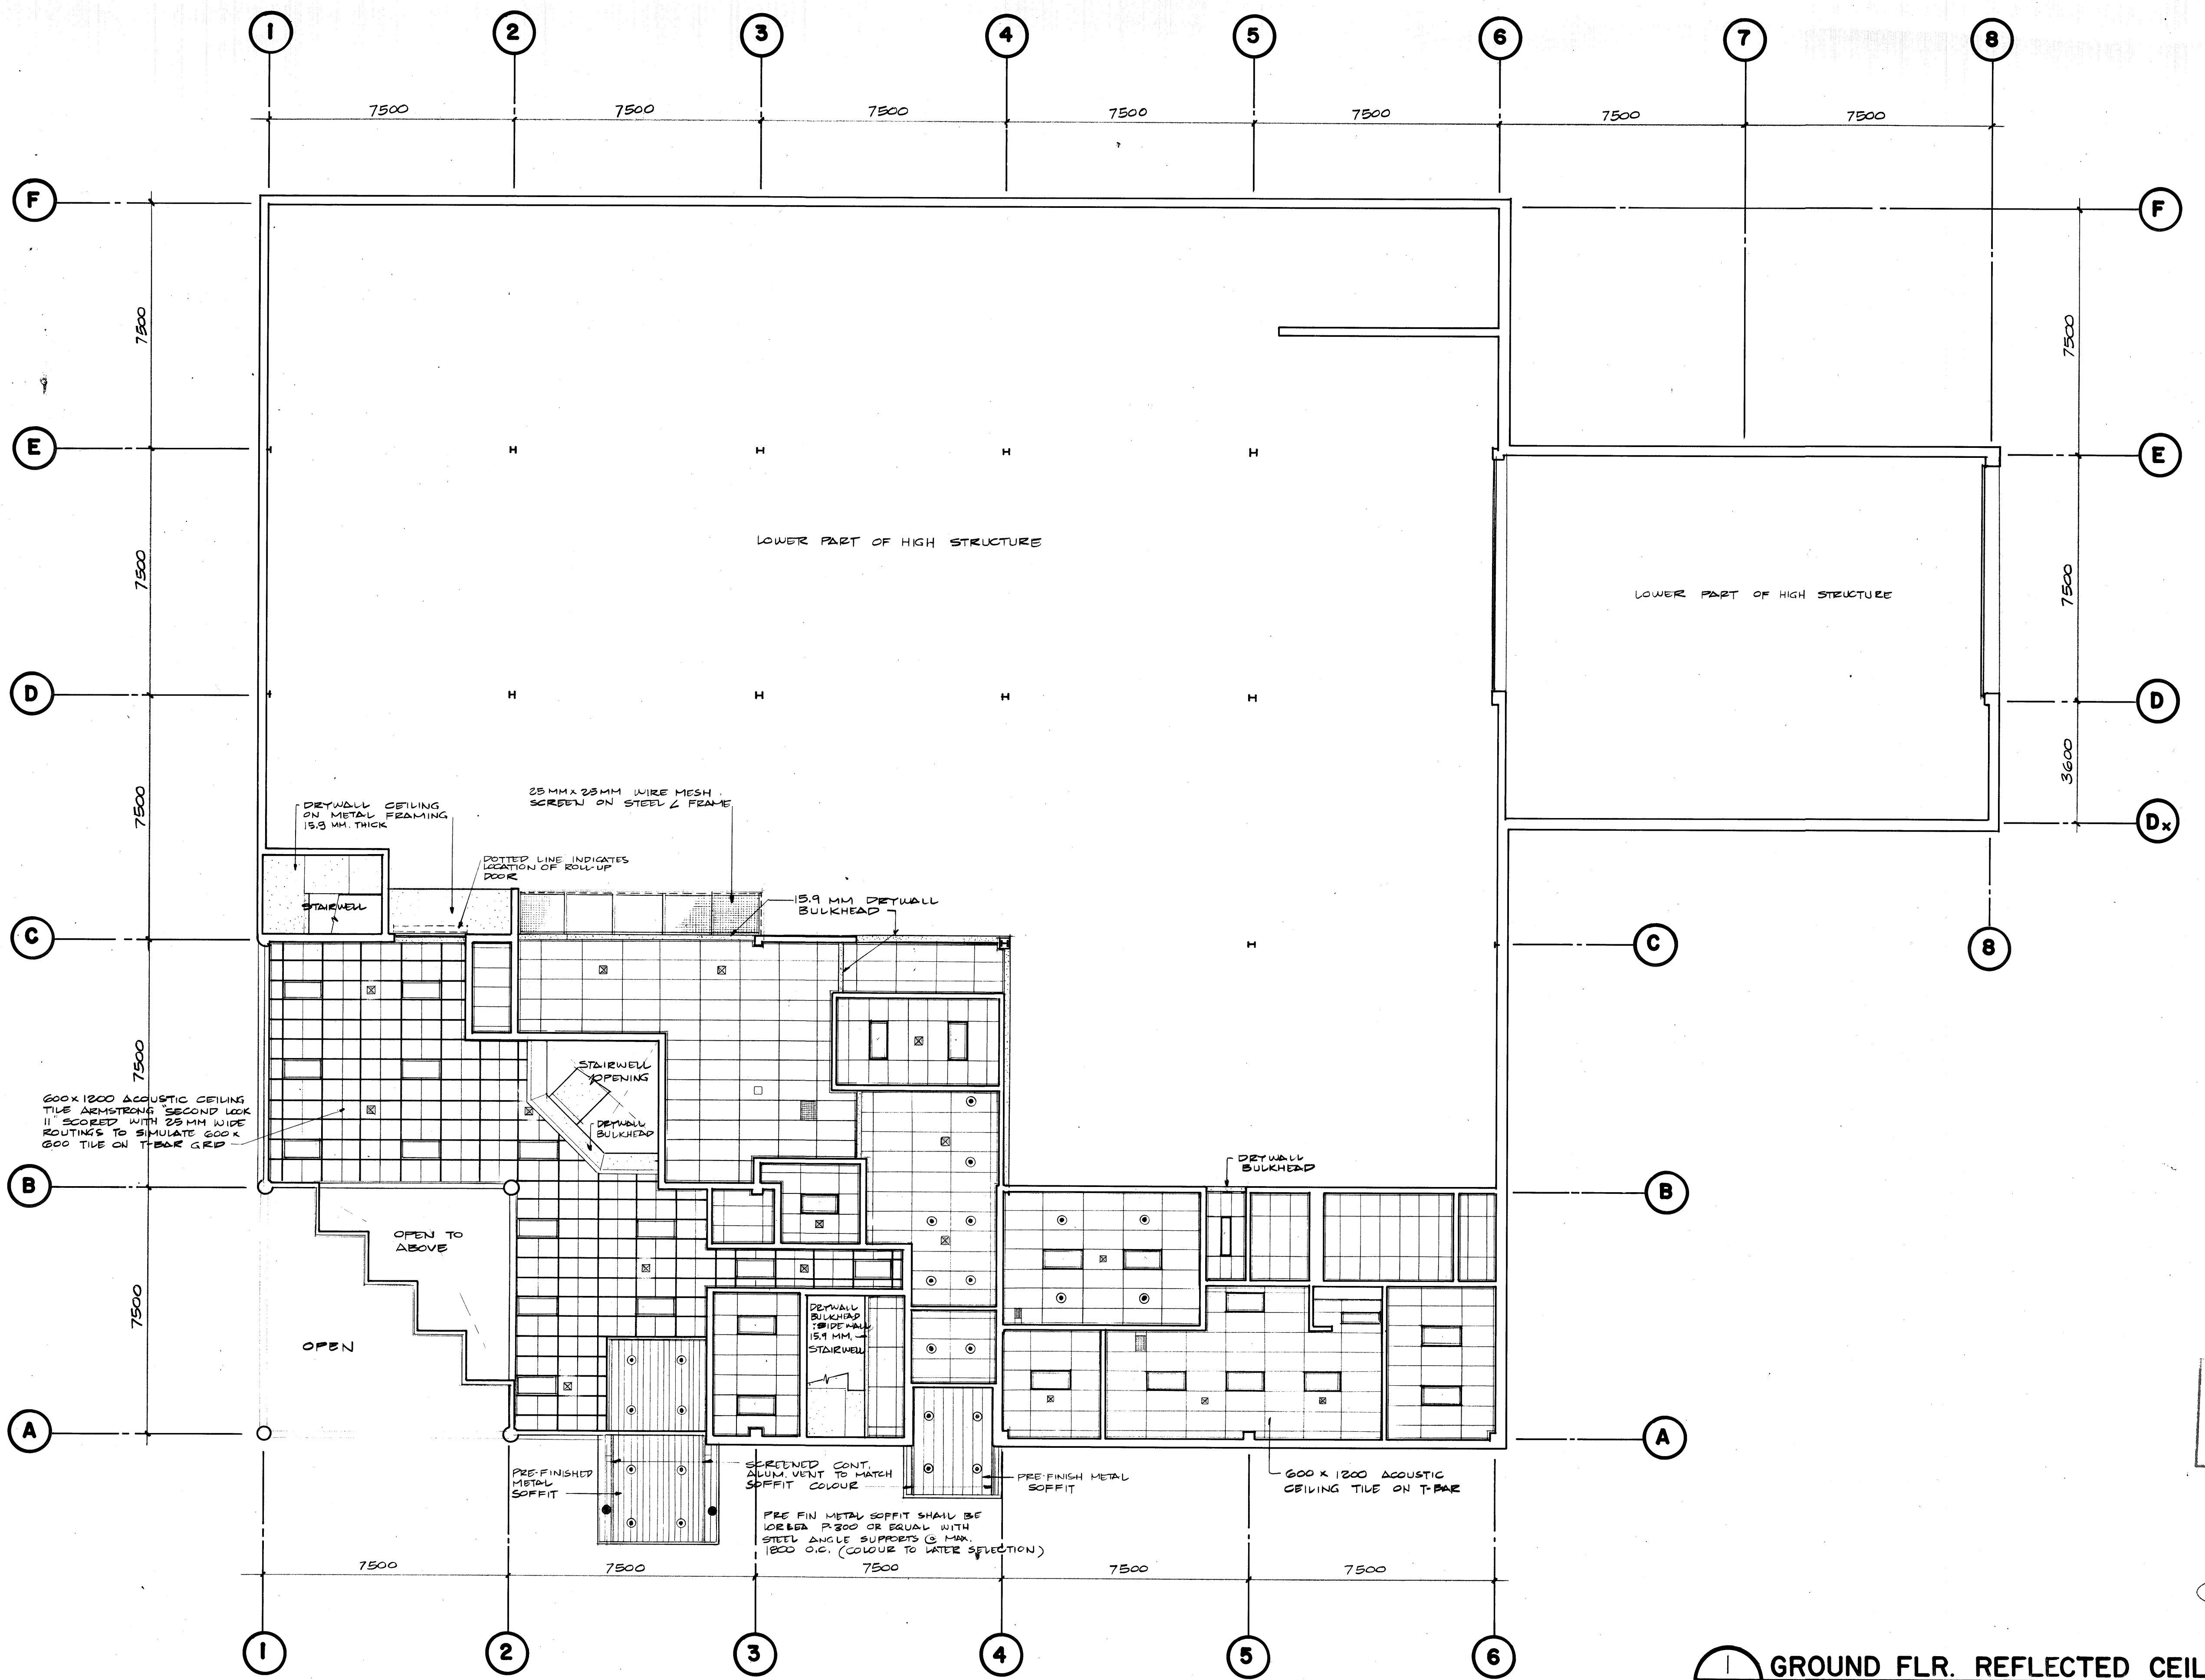 1 2 3 4 5 6 7 8
7500 7500 7500 7500 7500 7500 7500
F F
7500 7500
E E
LOWER PART OF HIGH STRUCTURE
LOWER PART OF HIGH STRUCTURE
7500 7500
D D
7500 3600
25 MM x 25MM WIRE MESH
SCREEN ON STEEL ∠ FRAME
DRYWALL CEILING
ON METAL FRAMING
15.9 MM. THICK
Dx
DOTTED LINE INDICATES
LOCATION OF ROLL-UP
DOOR
STAIRWELL
15.9 MM DRYWALL
BULKHEAD
C C 8
7500
STAIRWELL
OPENING
600 x 1200 ACOUSTIC CEILING
TILE ARMSTRONG "SECOND LOOK
II" SCORED WITH 25 MM WIDE
ROUTINGS TO SIMULATE 600 x
600 TILE ON T-BAR GRID
DRYWALL
BULKHEAD
DRYWALL
BULKHEAD
B B
OPEN TO
ABOVE
7500
OPEN
DRYWALL
BULKHEAD
SIDE WALL
15.9 MM.
STAIRWELL
A A
PRE-FINISHED
METAL
SOFFIT
SCREENED CONT.
ALUM. VENT TO MATCH
SOFFIT COLOUR
PRE-FINISH METAL
SOFFIT
600 x 1200 ACOUSTIC
CEILING TILE ON T-BAR
PRE FIN METAL SOFFIT SHALL BE
P-300 OR EQUAL WITH
STEEL ANGLE SUPPORTS @ MAX.
1800 O.C. (COLOUR TO LATER SELECTION)
7500 7500 7500 7500 7500
1 2 3 4 5 6
1 GROUND FLR. REFLECTED CEIL